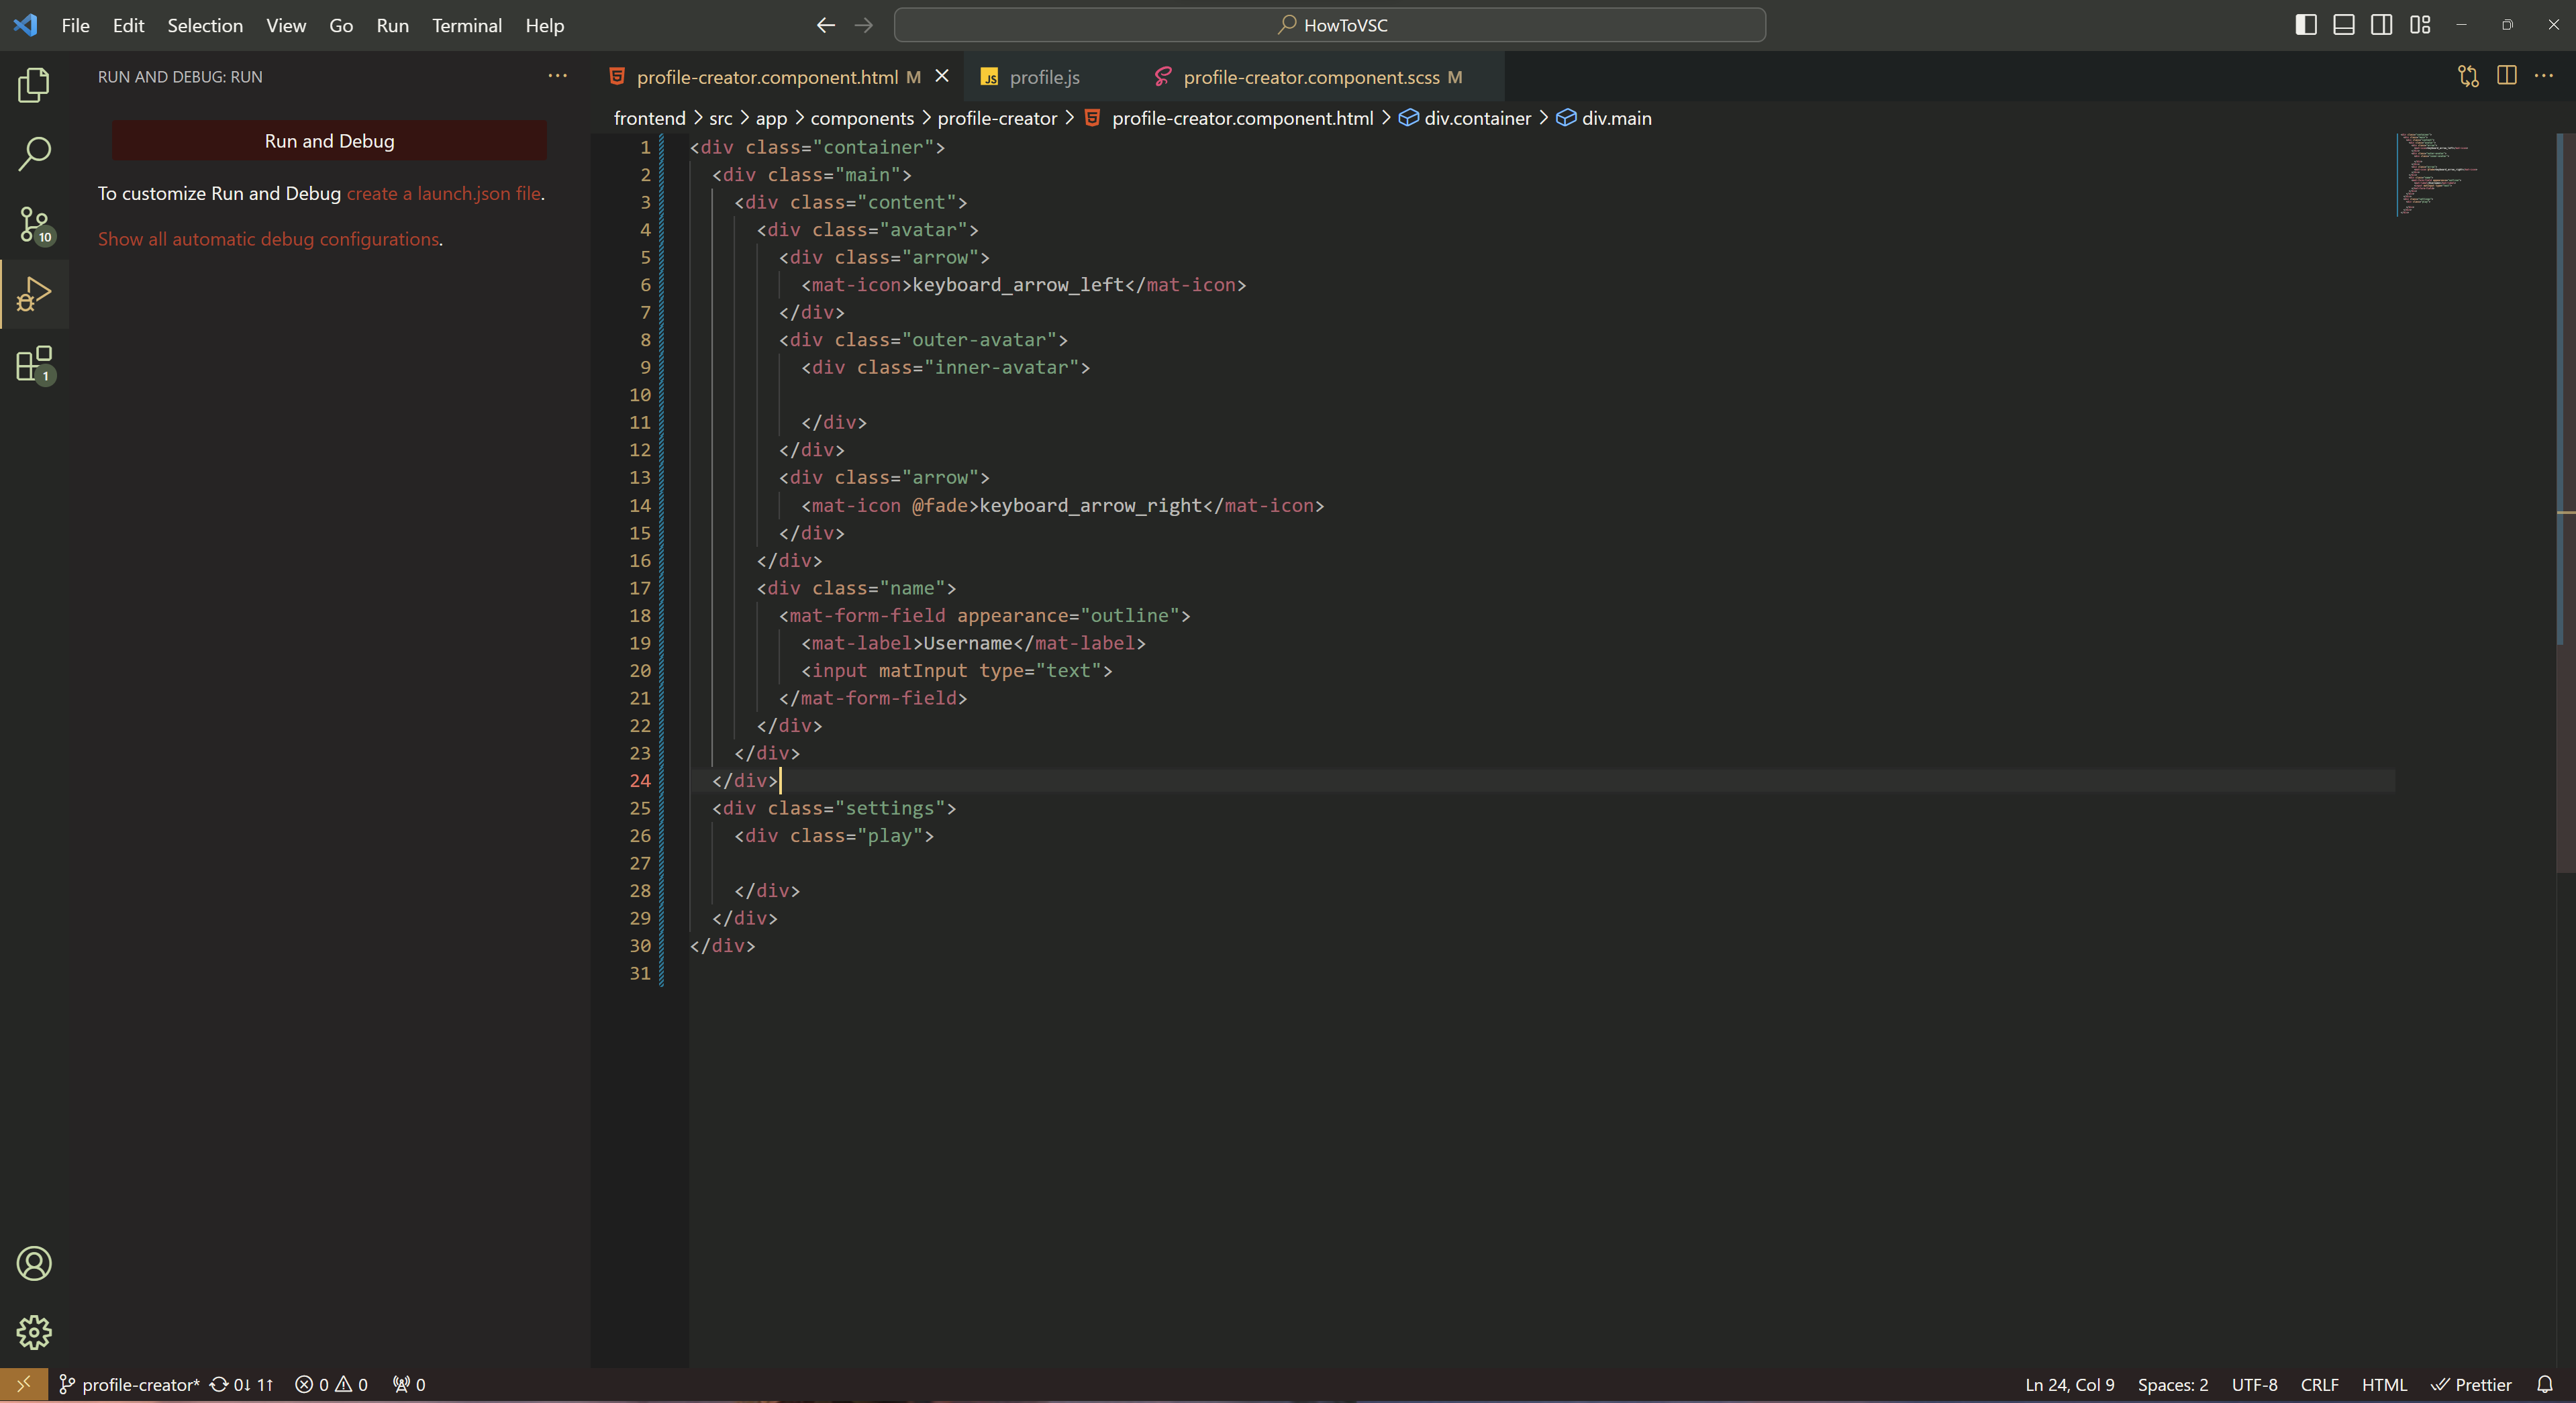 File Edit Selection View Go Run Terminal Help
HowToVSC
RUN AND DEBUG: RUN
Run and Debug
To customize Run and Debug create a launch.json file.
Show all automatic debug configurations.
10
1
profile-creator.component.html M
profile.js
profile-creator.component.scss M
frontend > src > app > components > profile-creator > profile-creator.component.html > div.container > div.main
1 <div class="container">
2 <div class="main">
3 <div class="content">
4 <div class="avatar">
5 <div class="arrow">
6 <mat-icon>keyboard_arrow_left</mat-icon>
7 </div>
8 <div class="outer-avatar">
9 <div class="inner-avatar">
10
11 </div>
12 </div>
13 <div class="arrow">
14 <mat-icon @fade>keyboard_arrow_right</mat-icon>
15 </div>
16 </div>
17 <div class="name">
18 <mat-form-field appearance="outline">
19 <mat-label>Username</mat-label>
20 <input matInput type="text">
21 </mat-form-field>
22 </div>
23 </div>
24 </div>
25 <div class="settings">
26 <div class="play">
27
28 </div>
29 </div>
30 </div>
31
profile-creator* 0↓ 1↑ 0 0 0
Ln 24, Col 9 Spaces: 2 UTF-8 CRLF HTML Prettier